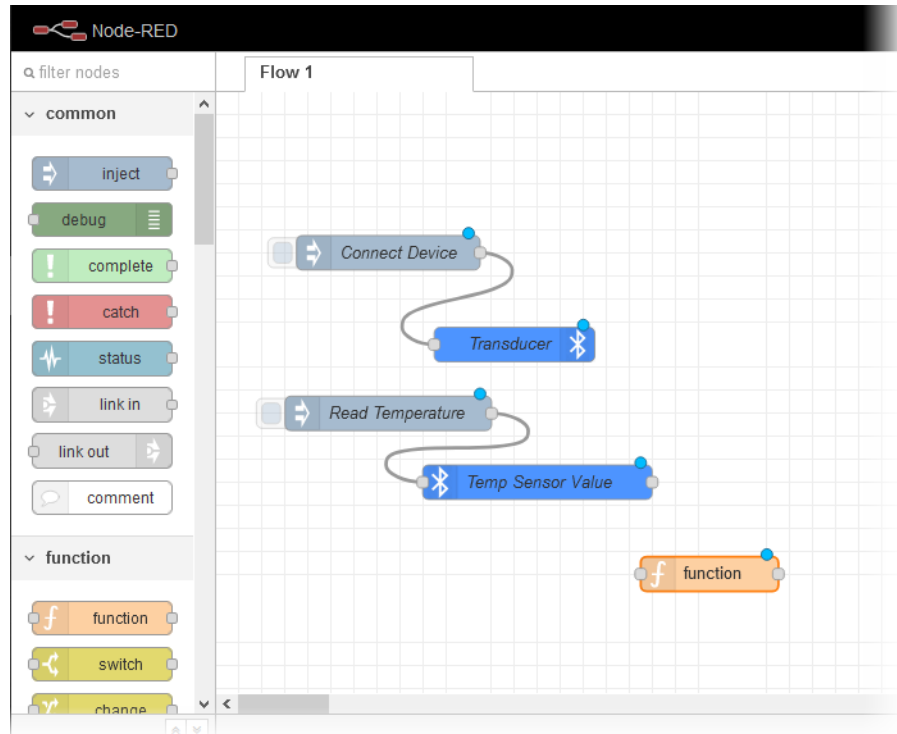 Node-RED
filter nodes
Flow 1
common
inject
debug
complete
catch
status
link in
link out
comment
function
function
switch
change
Connect Device
Transducer
Read Temperature
Temp Sensor Value
function